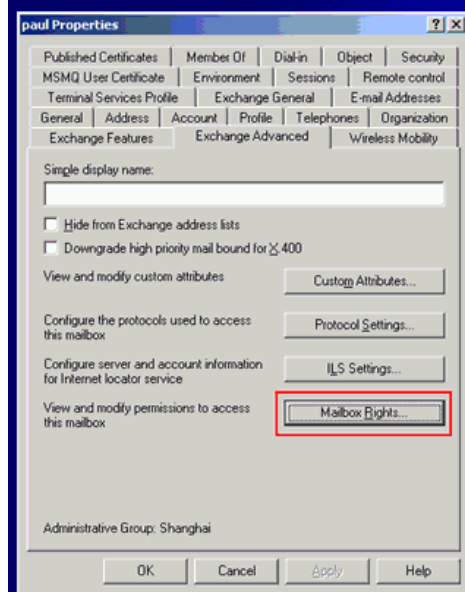 paul Properties
Published Certificates Member Of Dial-in Object Security
MSMQ User Certificate Environment Sessions Remote control
Terminal Services Profile Exchange General E-mail Addresses
General Address Account Profile Telephones Organization
Exchange Features Exchange Advanced Wireless Mobility
Simple display name:
Hide from Exchange address lists
Downgrade high priority mail bound for X.400
View and modify custom attributes
Custom Attributes...
Configure the protocols used to access
this mailbox
Protocol Settings...
Configure server and account information
for Internet locator service
ILS Settings...
View and modify permissions to access
this mailbox
Mailbox Rights...
Administrative Group: Shanghai
OK Cancel Apply Help